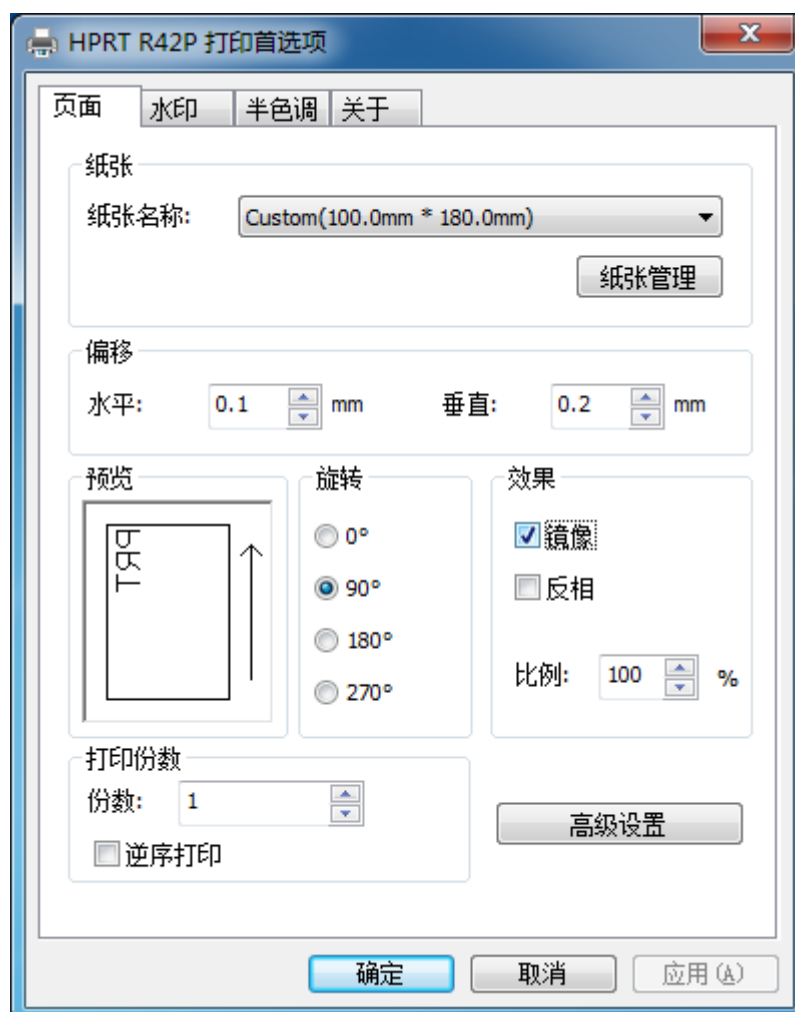 HPRT R42P 打印首选项
页面 水印 半色调 关于
纸张
纸张名称: Custom(100.0mm * 180.0mm)
纸张管理
偏移
水平: 0.1 mm 垂直: 0.2 mm
预览 旋转 效果
PRT
0° 鏡像
90° 反相
180°
270° 比例: 100 %
打印份数
份数: 1
逆序打印
高级设置
确定 取消 应用(A)